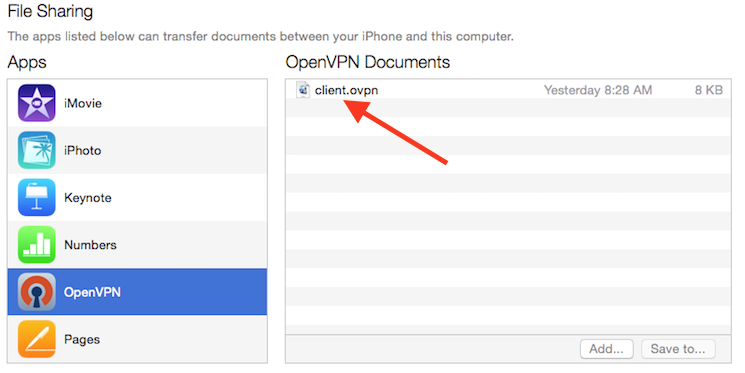 File Sharing
The apps listed below can transfer documents between your iPhone and this computer.
Apps
OpenVPN Documents
iMovie
iPhoto
Keynote
Numbers
OpenVPN
Pages
client.ovpn Yesterday 8:28 AM 8 KB
Add... Save to...